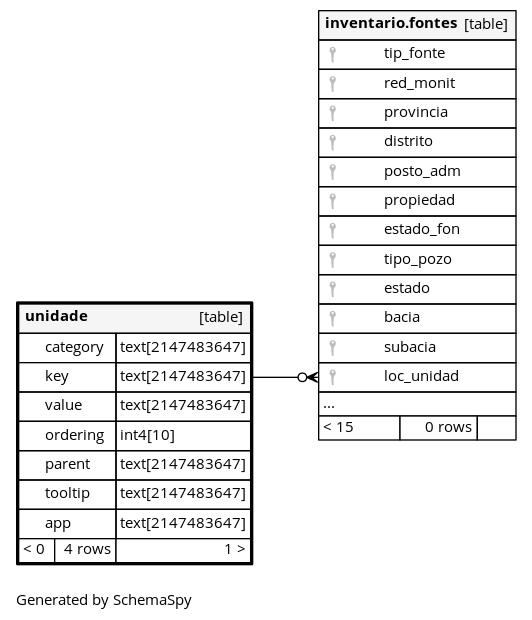 inventario.fontes [table]
tip_fonte
red_monit
provincia
distrito
posto_adm
propiedad
estado_fon
tipo_pozo
estado
bacia
subacia
loc_unidad
...
< 15 0 rows
unidade [table]
category text[2147483647]
key text[2147483647]
value text[2147483647]
ordering int4[10]
parent text[2147483647]
tooltip text[2147483647]
app text[2147483647]
< 0 4 rows 1 >
Generated by SchemaSpy